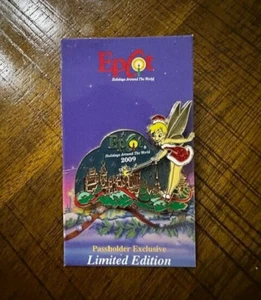 Epcot
Holidays Around The World
Epcot
Holidays Around The World
2009
Passholder Exclusive
Limited Edition